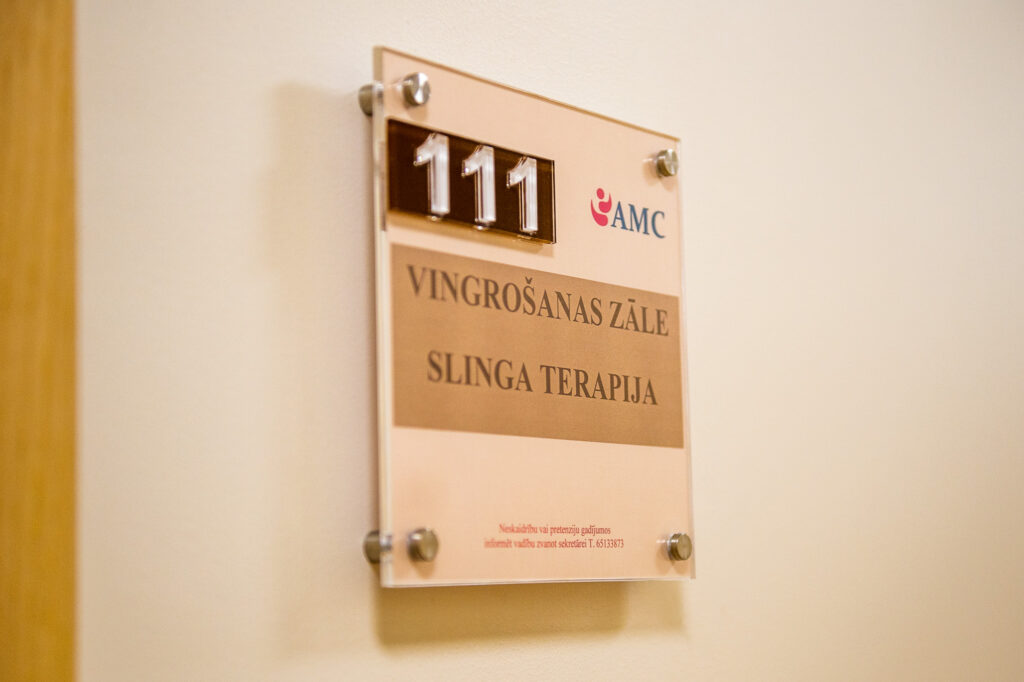 111
AMC
VINGROŠANAS ZĀLE
SLINGA TERAPIJA
Neskaidrību vai pretenziju gadījumos
informēt vadību zvanot sekretārei T. 65133873